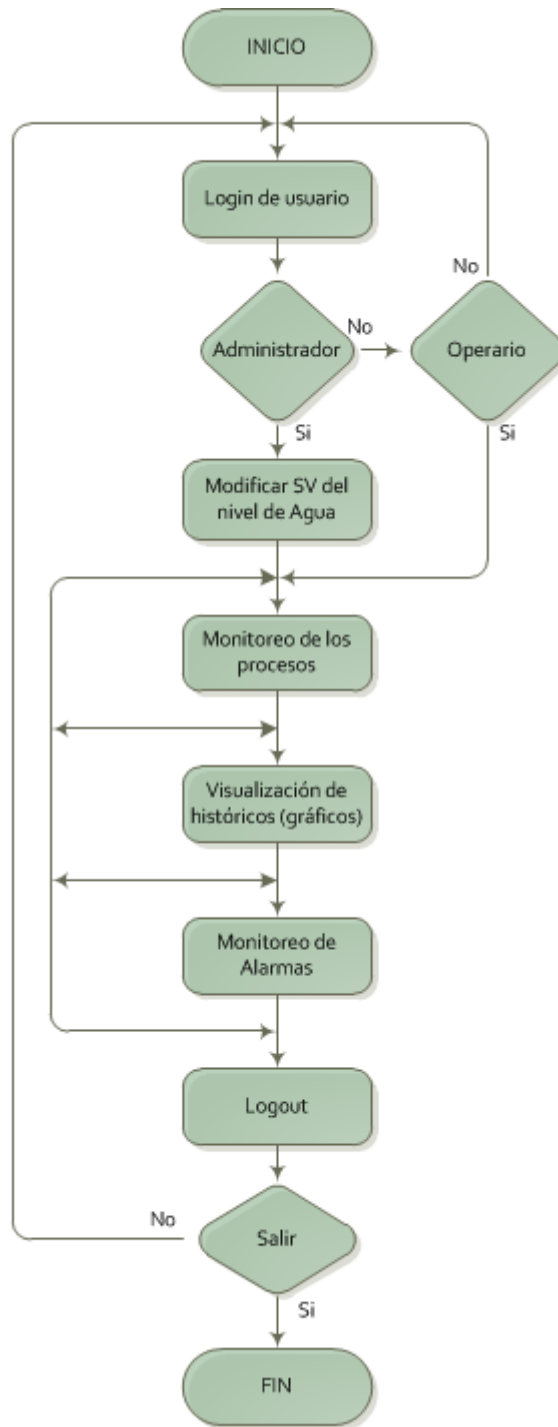 INICIO
Login de usuario
No
No
Administrador
Operario
Si
Si
Modificar SV del
nivel de Agua
Monitoreo de los
procesos
Visualización de
históricos (gráficos)
Monitoreo de
Alarmas
Logout
No
Salir
Si
FIN